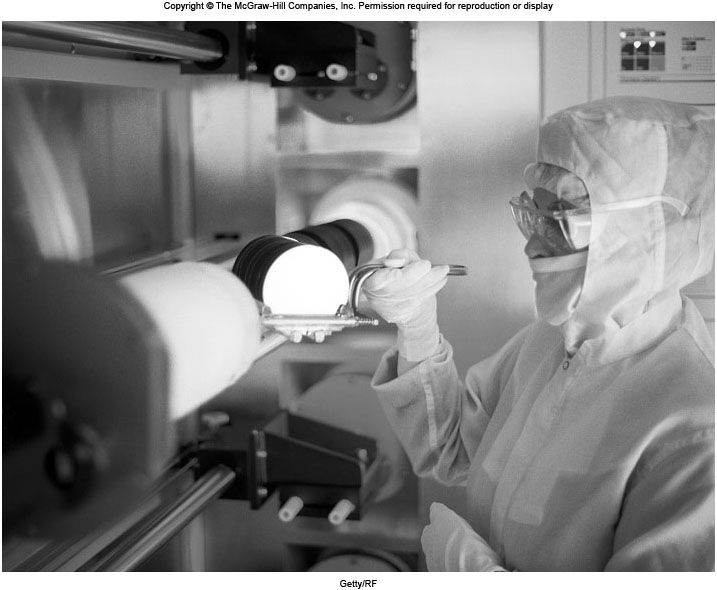 Copyright © The McGraw-Hill Companies, Inc. Permission required for reproduction or display
Getty/RF